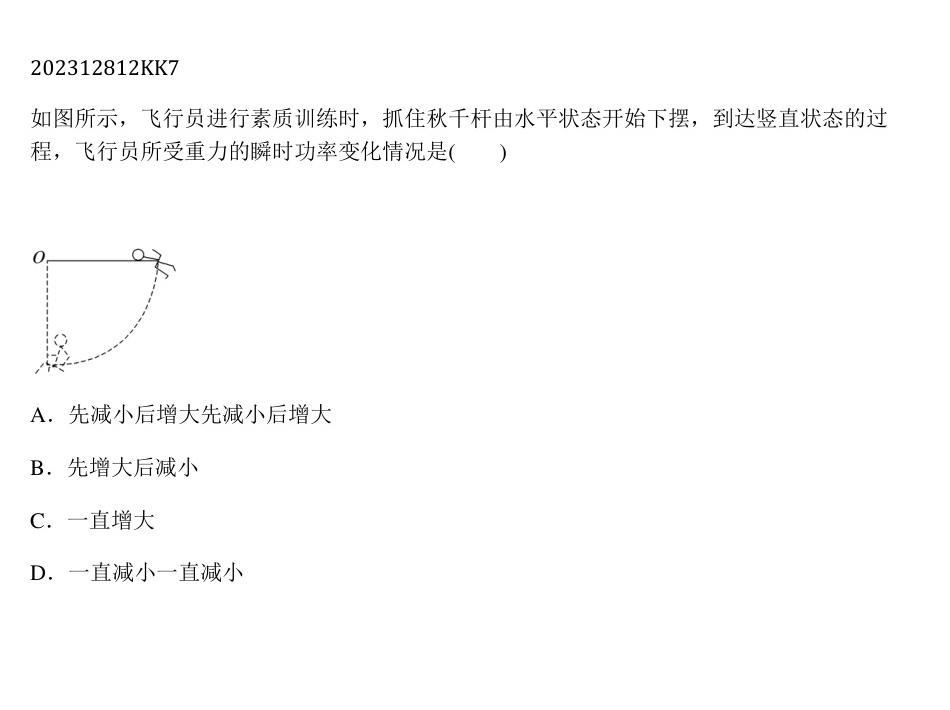 202312812KK7
如图所示，飞行员进行素质训练时，抓住秋千杆由水平状态开始下摆，到达竖直状态的过
程，飞行员所受重力的瞬时功率变化情况是(　　)
O
A．先减小后增大先减小后增大
B．先增大后减小
C．一直增大
D．一直减小一直减小